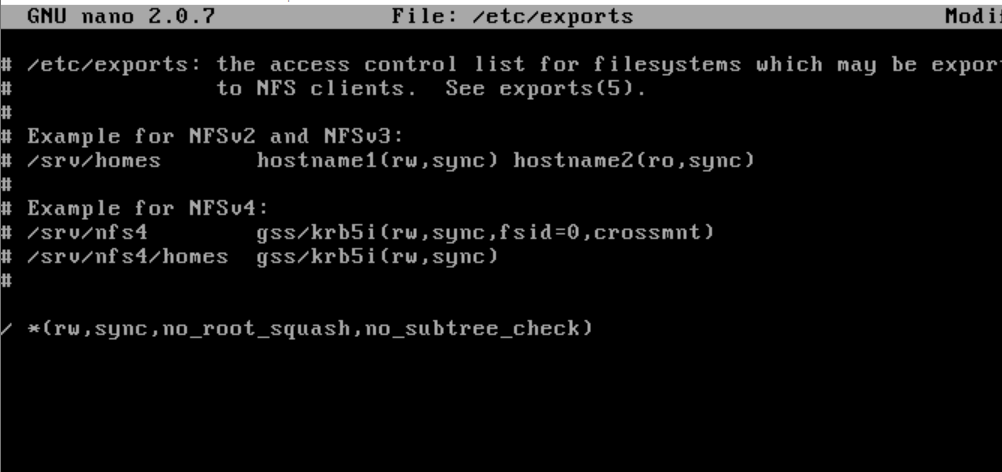 GNU nano 2.0.7 File: /etc/exports
# /etc/exports: the access control list for filesystems which may be
# to NFS clients. See exports(5).
#
# Example for NFSv2 and NFSv3:
# /srv/homes hostname1(rw,sync) hostname2(ro,sync)
#
# Example for NFSv4:
# /srv/nfs4 gss/krb5i(rw,sync,fsid=0,crossmnt)
# /srv/nfs4/homes gss/krb5i(rw,sync)
#
/ *(rw,sync,no_root_squash,no_subtree_check)